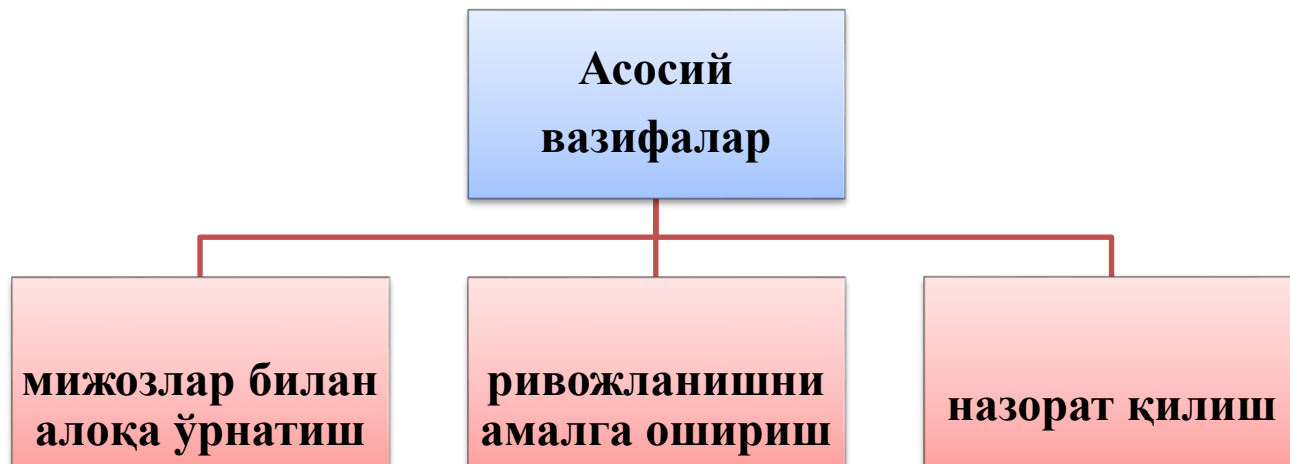 Асосий
вазифалар
мижозлар билан
алоқа ўрнатиш
ривожланишни
амалга ошириш
назорат қилиш